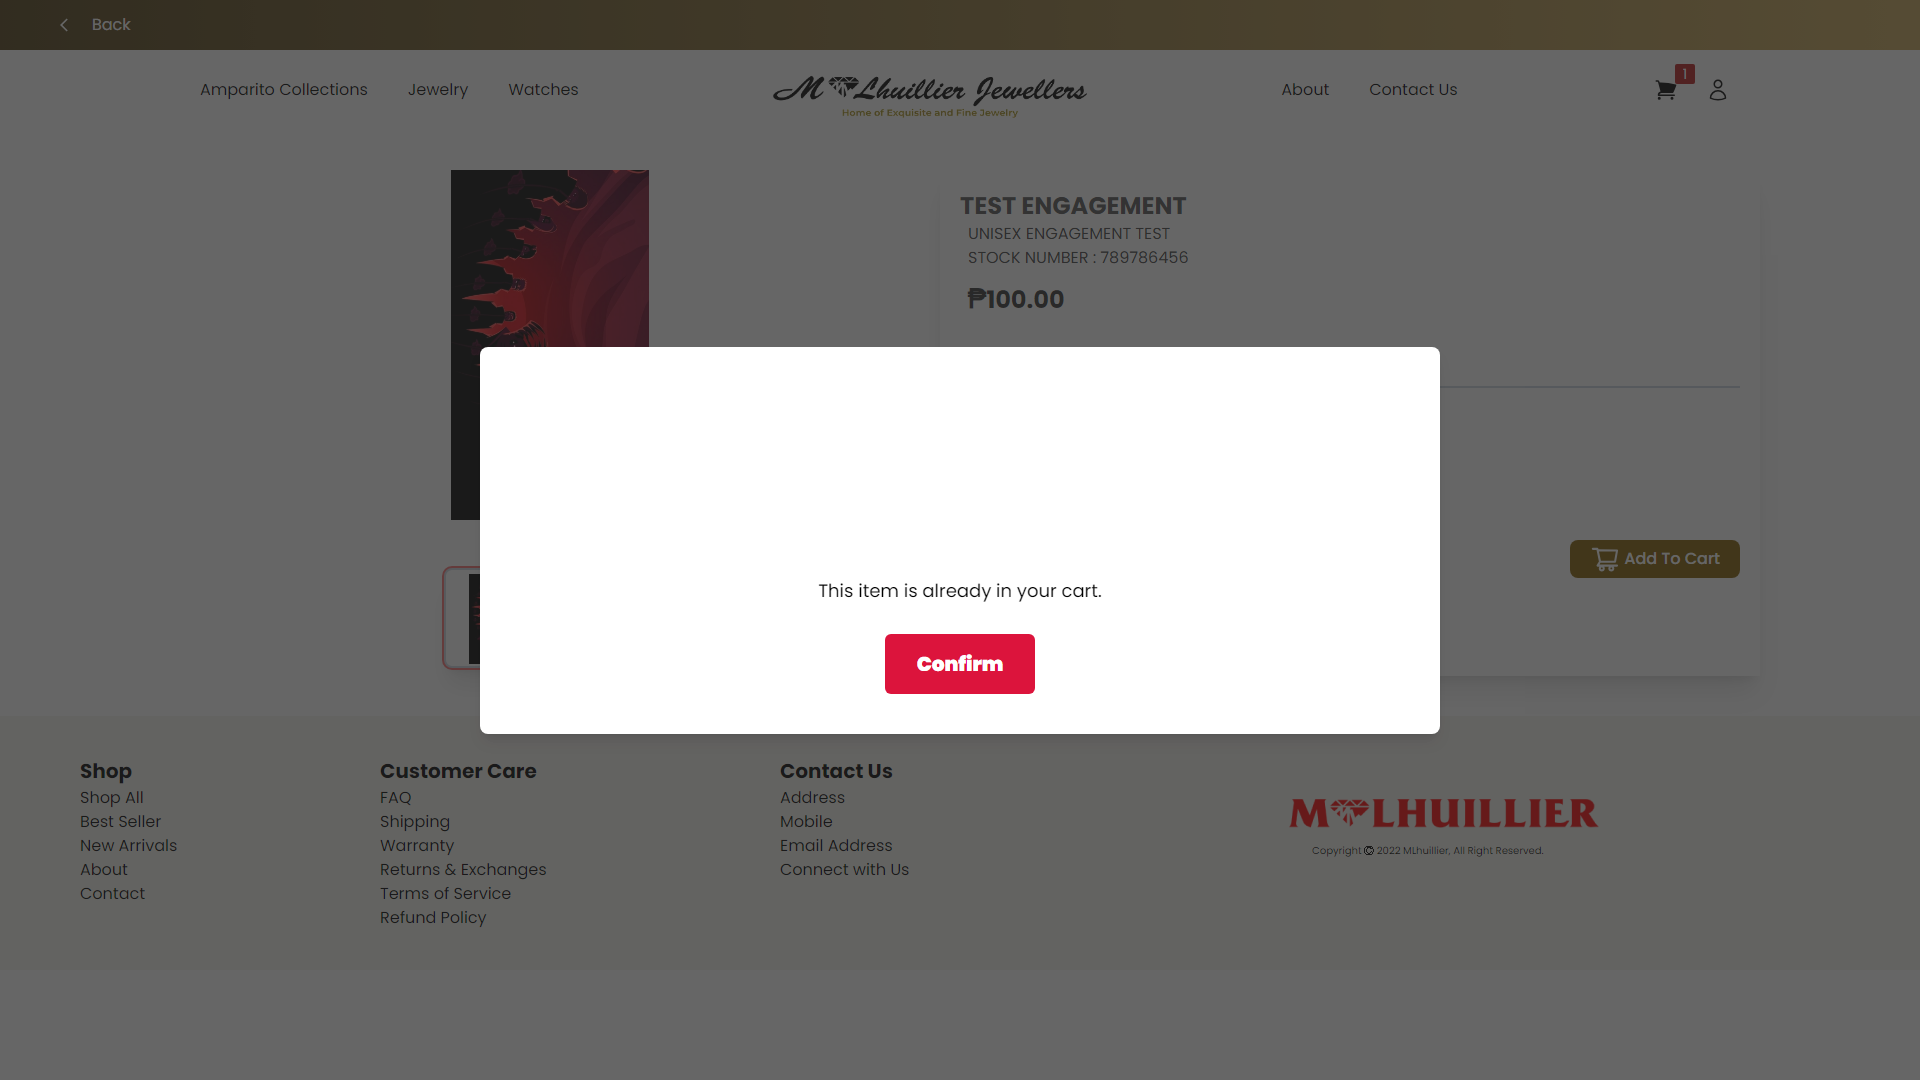 Back
Amparito Collections
Jewelry
Watches
M Lhuillier Jewellers
Home of Exquisite and Fine Jewelry
About
Contact Us
1
TEST ENGAGEMENT
UNISEX ENGAGEMENT TEST
STOCK NUMBER : 789786456
₱100.00
This item is already in your cart.
Confirm
Add To Cart
Shop
Shop All
Best Seller
New Arrivals
About
Contact
Customer Care
FAQ
Shipping
Warranty
Returns & Exchanges
Terms of Service
Refund Policy
Contact Us
Address
Mobile
Email Address
Connect with Us
M LHUILLIER
Copyright © 2022 MLhuillier, All Right Reserved.